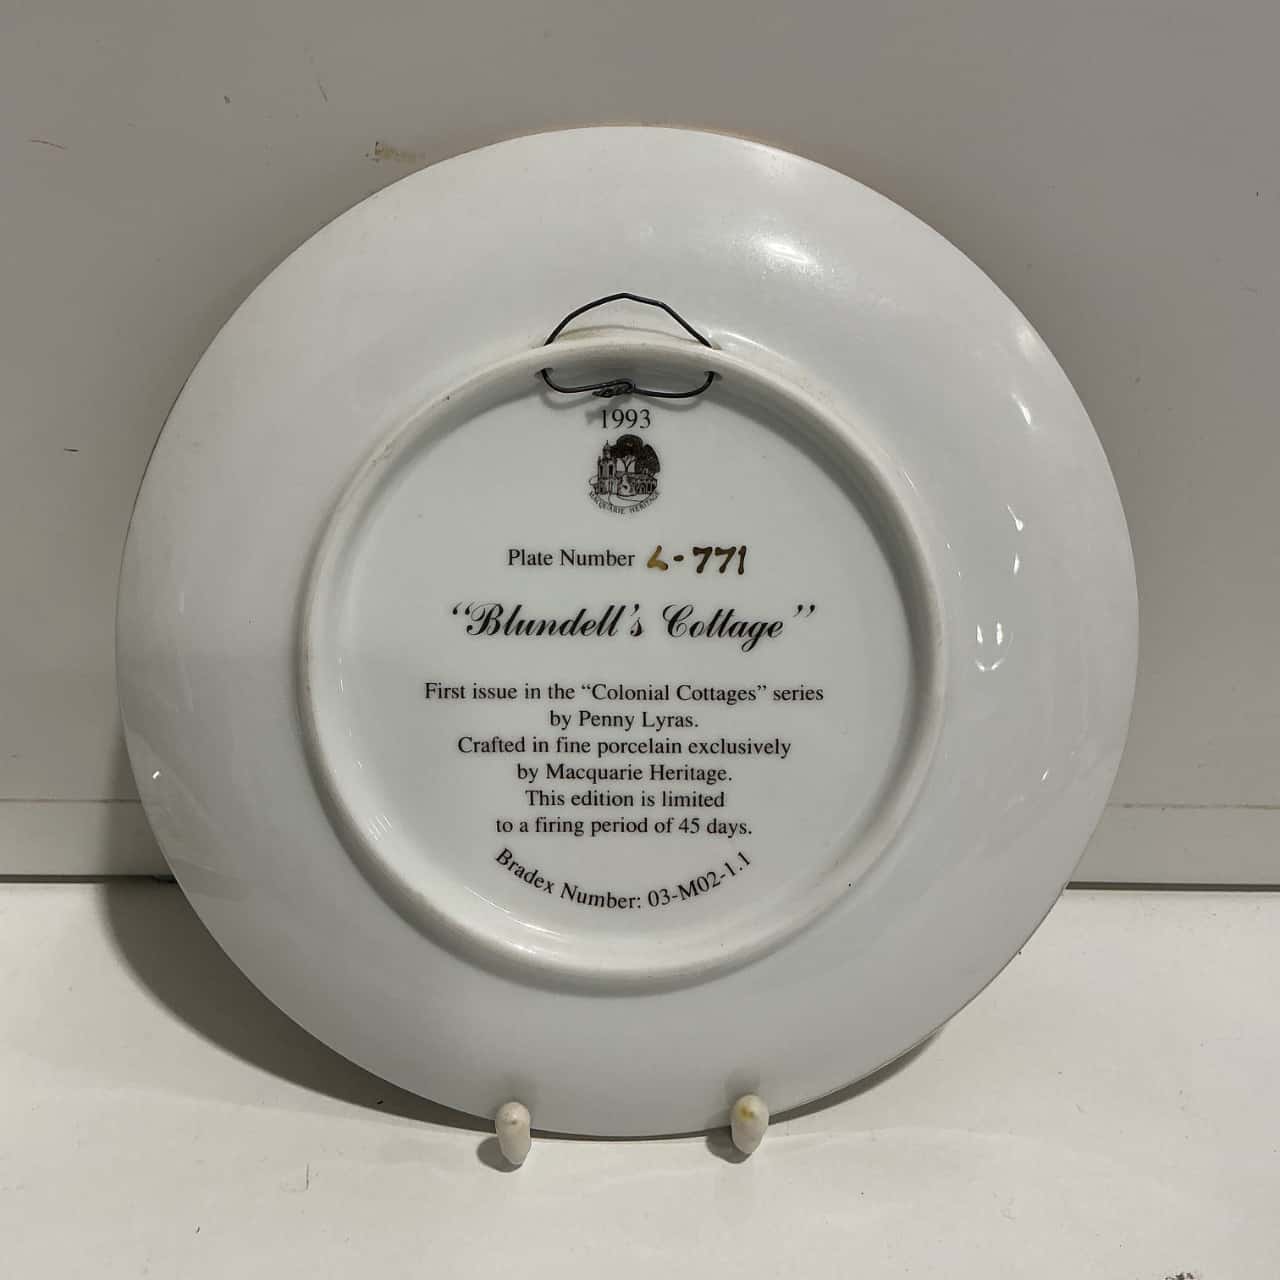 1993
MACQUARIE HERITAGE
Plate Number L-771
“Blundell’s Cottage”
First issue in the “Colonial Cottages” series
by Penny Lyras.
Crafted in fine porcelain exclusively
by Macquarie Heritage.
This edition is limited
to a firing period of 45 days.
Bradex Number: 03-M02-1.1